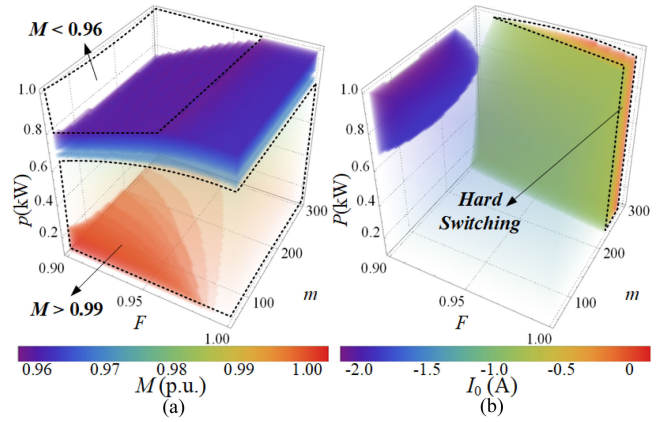 M < 0.96
1.0
0.8
0.6
0.4
0.2
p(kW)
0.90
0.95
1.00
F
300
200
100
m
M > 0.99
0.96 0.97 0.98 0.99 1.00
M (p.u.)
(a)
1.0
0.8
0.6
0.4
0.2
P(kW)
0.90
0.95
1.00
F
300
200
100
m
Hard
Switching
-2.0 -1.5 -1.0 -0.5 0
I0 (A)
(b)